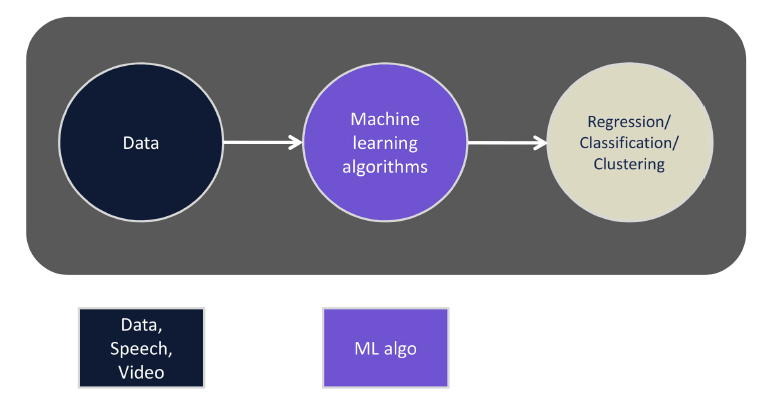 Data
Machine
learning
algorithms
Regression/
Classification/
Clustering
Data,
Speech,
Video
ML algo